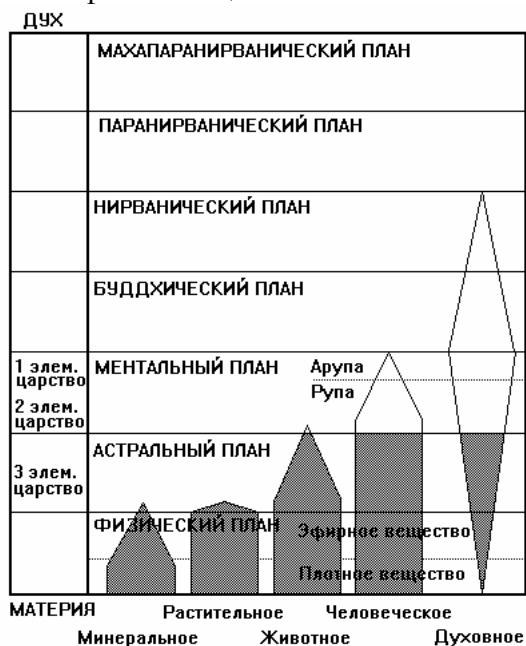 ДУХ
МАХАПАРАНИРВАНИЧЕСКИЙ ПЛАН
ПАРАНИРВАНИЧЕСКИЙ ПЛАН
НИРВАНИЧЕСКИЙ ПЛАН
БУДДХИЧЕСКИЙ ПЛАН
1 элем.
царство
МЕНТАЛЬНЫЙ ПЛАН
Арупа
Рупа
2 элем.
царство
АСТРАЛЬНЫЙ ПЛАН
3 элем.
царство
ФИЗИЧЕСКИЙ ПЛАН
Эфирное вещество
Плотное вещество
МАТЕРИЯ
Растительное
Человеческое
Минеральное
Животное
Духовное